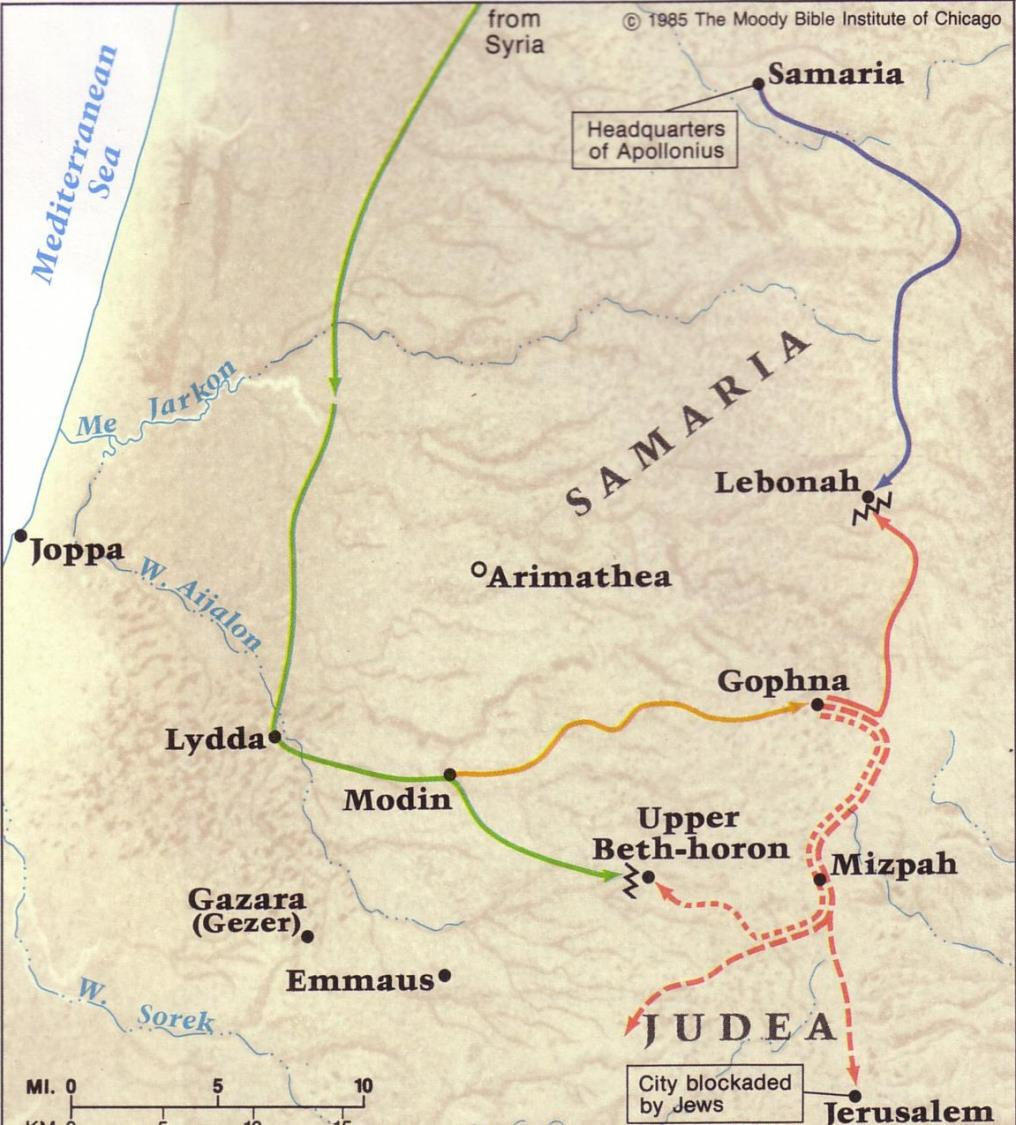 from
Syria
© 1985 The Moody Bible Institute of Chicago
Mediterranean
Sea
Samaria
Headquarters
of Apollonius
Me Jarkon
SAMARIA
Lebonah
Joppa
W. Aijalon
Arimathea
Gophna
Lydda
Modin
Upper
Beth-horon
Mizpah
Gazara
(Gezer)
Emmaus
W. Sorek
JUDEA
City blockaded
by Jews
Jerusalem
MI. 0 5 10